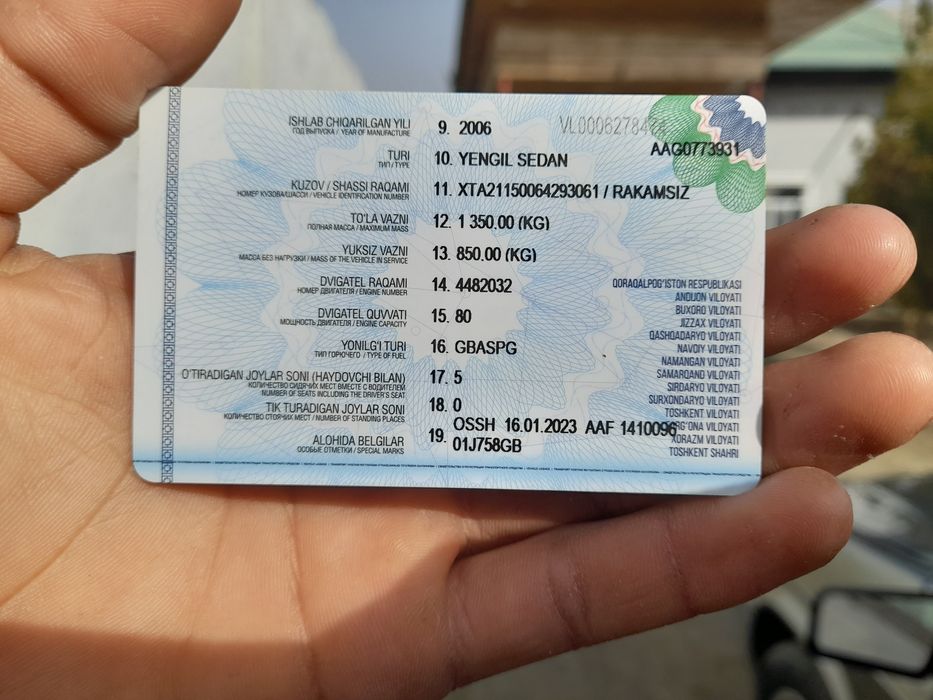 VL0006278474
AAG0773931
ISHLAB CHIQARILGAN YILI 9. 2006
ГОД ВЫПУСКА / YEAR OF MANUFACTURE
TURI 10. YENGIL SEDAN
ТИП / TYPE
KUZOV / SHASSI RAQAMI 11. XTA21150064293061 / RAKAMSIZ
НОМЕР КУЗОВА/ШАССИ / VEHICLE IDENTIFICATION NUMBER
TO'LA VAZNI 12. 1 350.00 (KG)
ПОЛНАЯ МАССА / MAXIMUM MASS
YUKSIZ VAZNI 13. 850.00 (KG)
МАССА БЕЗ НАГРУЗКИ / MASS OF THE VEHICLE IN SERVICE
DVIGATEL RAQAMI 14. 4482032
НОМЕР ДВИГАТЕЛЯ / ENGINE NUMBER
DVIGATEL QUVVATI 15. 80
МОЩНОСТЬ ДВИГАТЕЛЯ / ENGINE CAPACITY
YONILG'I TURI 16. GBASPG
ТИП ГОРЮЧЕГО / TYPE OF FUEL
O'TIRADIGAN JOYLAR SONI (HAYDOVCHI BILAN) 17. 5
КОЛИЧЕСТВО СИДЯЧИХ МЕСТ ВМЕСТЕ С ВОДИТЕЛЕМ
NUMBER OF SEATS INCLUDING THE DRIVER'S SEAT
TIK TURADIGAN JOYLAR SONI 18. 0
КОЛИЧЕСТВО СТОЯЧИХ МЕСТ / NUMBER OF STANDING PLACES
ALOHIDA BELGILAR 19. OSSH 16.01.2023 AAF 1410096
ОСОБЫЕ ОТМЕТКИ / SPECIAL MARKS 01J758GB
QORAQALPOG'ISTON RESPUBLIKASI
ANDIJON VILOYATI
BUXORO VILOYATI
JIZZAX VILOYATI
QASHQADARYO VILOYATI
NAVOIY VILOYATI
NAMANGAN VILOYATI
SAMARQAND VILOYATI
SIRDARYO VILOYATI
SURXONDARYO VILOYATI
TOSHKENT VILOYATI
VILOYATI
XORAZM VILOYATI
TOSHKENT SHAHRI